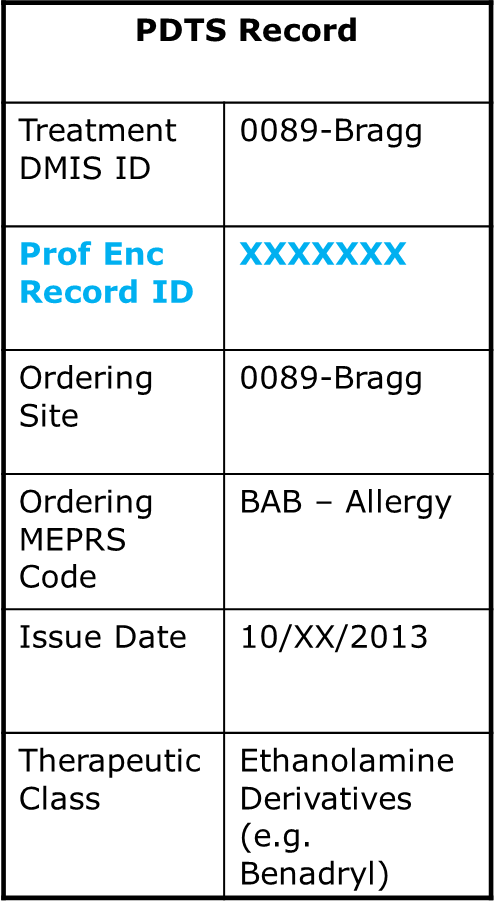 PDTS Record
Treatment
DMIS ID
0089-Bragg
Prof Enc
Record ID
XXXXXXX
Ordering
Site
0089-Bragg
Ordering
MEPRS
Code
BAB – Allergy
Issue Date
10/XX/2013
Therapeutic
Class
Ethanolamine
Derivatives
(e.g.
Benadryl)